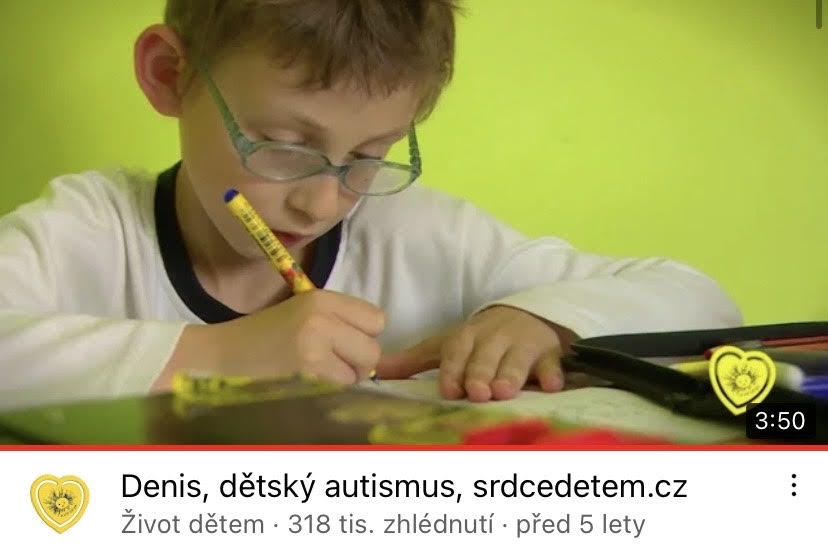 3:50
Denis, dětský autismus, srdcedetem.cz
Život dětem · 318 tis. zhlédnutí · před 5 lety